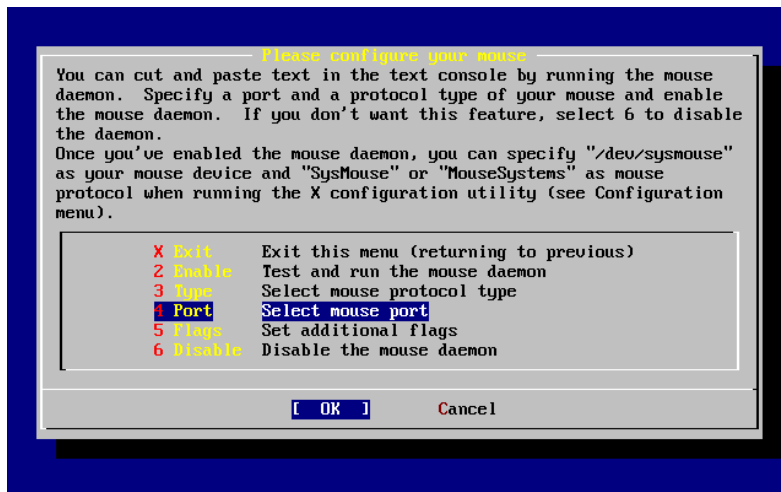 Please configure your mouse
You can cut and paste text in the text console by running the mouse
daemon.  Specify a port and a protocol type of your mouse and enable
the mouse daemon.  If you don't want this feature, select 6 to disable
the daemon.
Once you've enabled the mouse daemon, you can specify "/dev/sysmouse"
as your mouse device and "SysMouse" or "MouseSystems" as mouse
protocol when running the X configuration utility (see Configuration
menu).
X Exit    Exit this menu (returning to previous)
2 Enable  Test and run the mouse daemon
3 Type    Select mouse protocol type
4 Port    Select mouse port
5 Flags   Set additional flags
6 Disable Disable the mouse daemon
[  OK  ]    Cancel